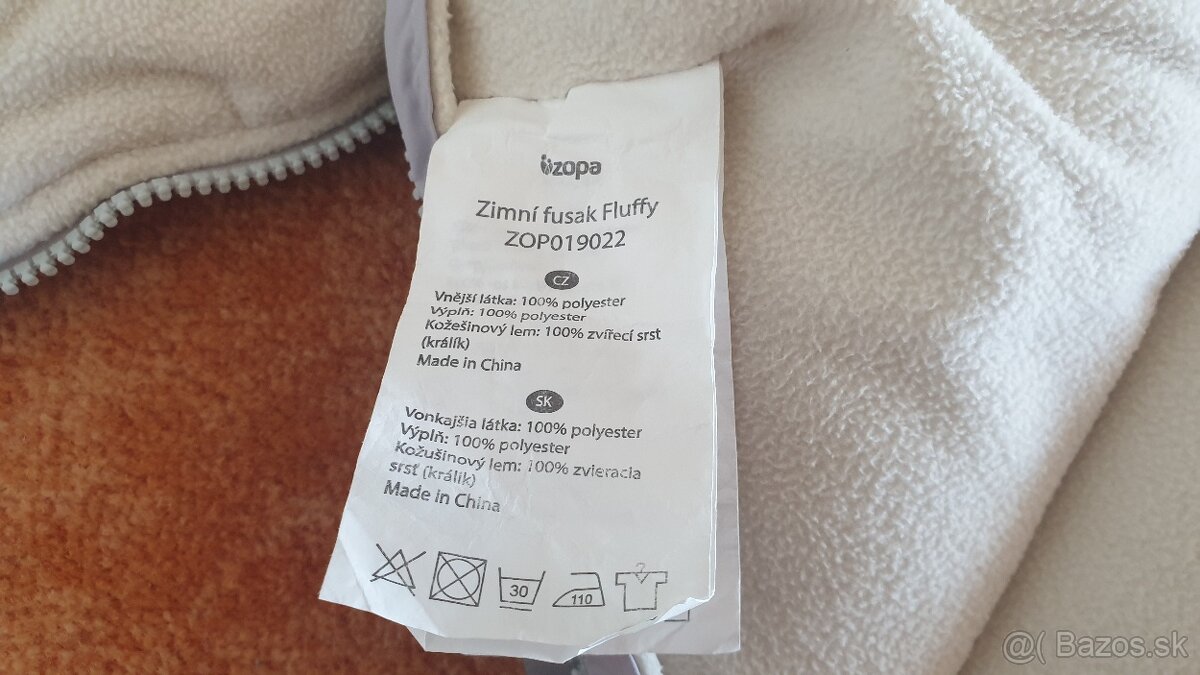 zopa
Zimní fusak Fluffy
ZOP019022
CZ
Vnější látka: 100% polyester
Výplň: 100% polyester
Kožešinový lem: 100% zvířecí srst
(králík)
Made in China
SK
Vonkajšia látka: 100% polyester
Výplň: 100% polyester
Kožušinový lem: 100% zvieracia
srsť (králik)
Made in China
30
110
@( Bazos.sk